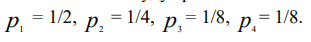 p₁ = 1/2, p₂ = 1/4, p₃ = 1/8, p₄ = 1/8.